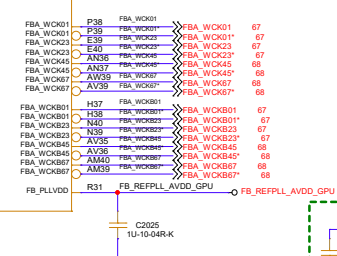 FBA_WCK01 P38 FBA_WCK01 FBA_WCK01 67
FBA_WCK01 P39 FBA_WCK01* FBA_WCK01* 67
FBA_WCK23 E39 FBA_WCK23 FBA_WCK23 67
FBA_WCK23 E40 FBA_WCK23* FBA_WCK23* 67
FBA_WCK45 AN36 FBA_WCK45 FBA_WCK45 68
FBA_WCK45 AN37 FBA_WCK45* FBA_WCK45* 68
FBA_WCK67 AW39 FBA_WCK67 FBA_WCK67 68
FBA_WCK67 AV39 FBA_WCK67* FBA_WCK67* 68
FBA_WCKB01 H37 FBA_WCKB01 FBA_WCKB01 67
FBA_WCKB01 H38 FBA_WCKB01* FBA_WCKB01* 67
FBA_WCKB23 N40 FBA_WCKB23 FBA_WCKB23 67
FBA_WCKB23 N39 FBA_WCKB23* FBA_WCKB23* 67
FBA_WCKB45 AV35 FBA_WCKB45 FBA_WCKB45 68
FBA_WCKB45 AV36 FBA_WCKB45* FBA_WCKB45* 68
FBA_WCKB67 AM40 FBA_WCKB67 FBA_WCKB67 68
FBA_WCKB67 AM39 FBA_WCKB67* FBA_WCKB67* 68
FB_PLLVDD R31 FB_REFPLL_AVDD_GPU FB_REFPLL_AVDD_GPU
C2025
1U-10-04R-K